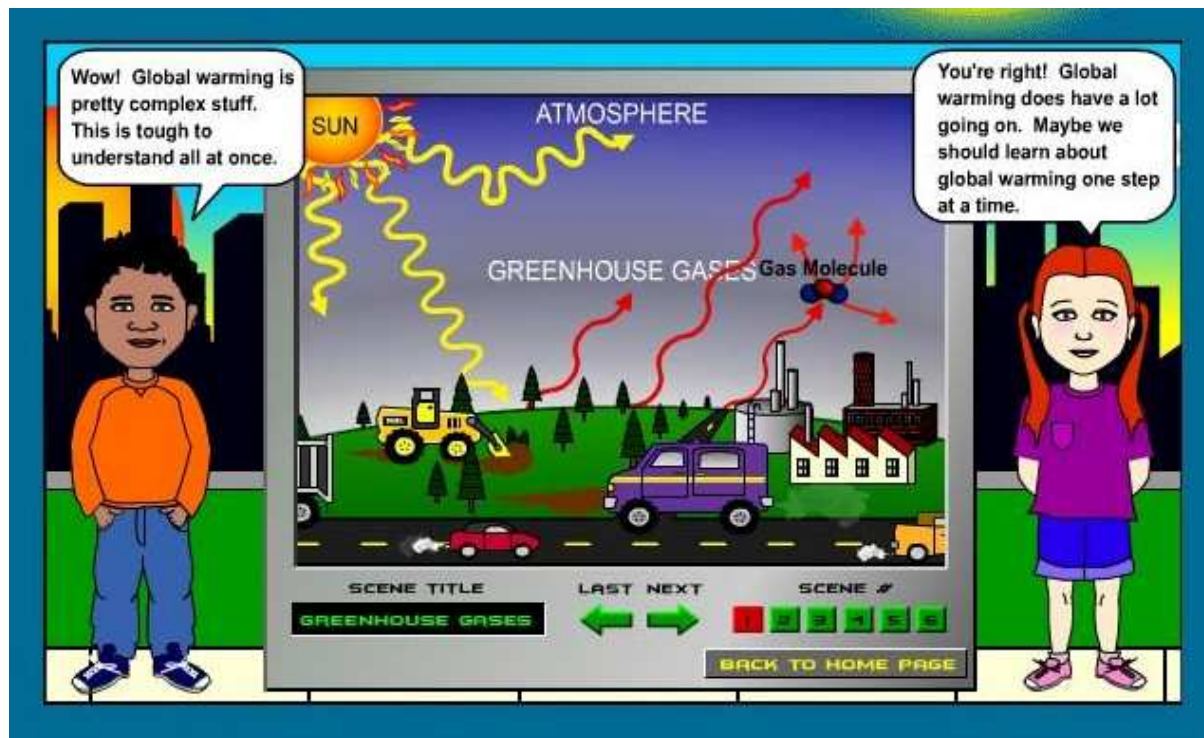 Wow!  Global warming is
pretty complex stuff.
This is tough to
understand all at once.
You're right!  Global
warming does have a lot
going on.  Maybe we
should learn about
global warming one step
at a time.
SUN
ATMOSPHERE
GREENHOUSE GASES
Gas Molecule
SCENE TITLE
LAST NEXT
SCENE #
GREENHOUSE GASES
1 2 3 4 5 6
BACK TO HOME PAGE